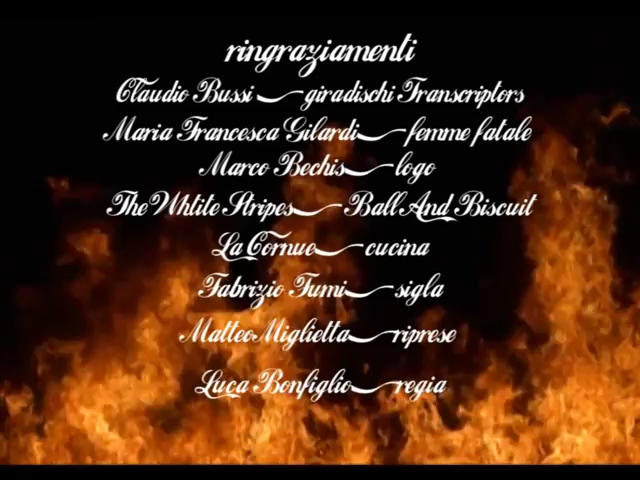 ringraziamenti
Claudio Bussi giradischi Transcriptors
Maria Francesca Gilardi femme fatale
Marco Bechis logo
The Whtite Stripes Ball And Biscuit
La Cornue cucina
Fabrizio Fumi sigla
Matteo Miglietta riprese
Luca Bonfiglio regia